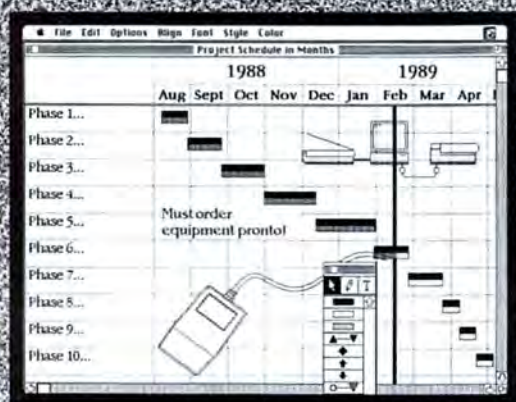 File Edit Options Align Font Style Color
Project Schedule in Months
1988 1989
Aug Sept Oct Nov Dec Jan Feb Mar Apr
Phase 1...
Phase 2...
Phase 3...
Phase 4...
Must order
equipment pronto!
Phase 5...
Phase 6...
Phase 7...
T
Phase 8...
Phase 9...
Phase 10...